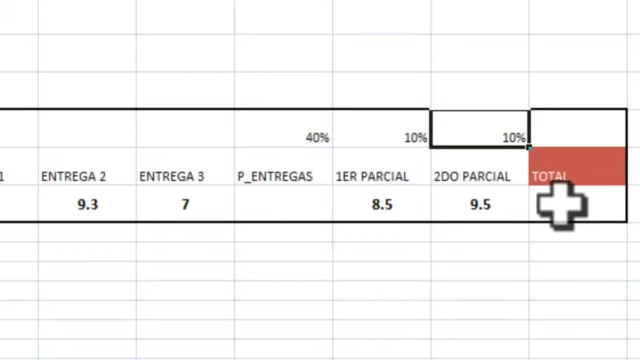 40% 10% 10%
1 ENTREGA 2 ENTREGA 3 P_ENTREGAS 1ER PARCIAL 2DO PARCIAL TOTAL
9.3 7 8.5 9.5